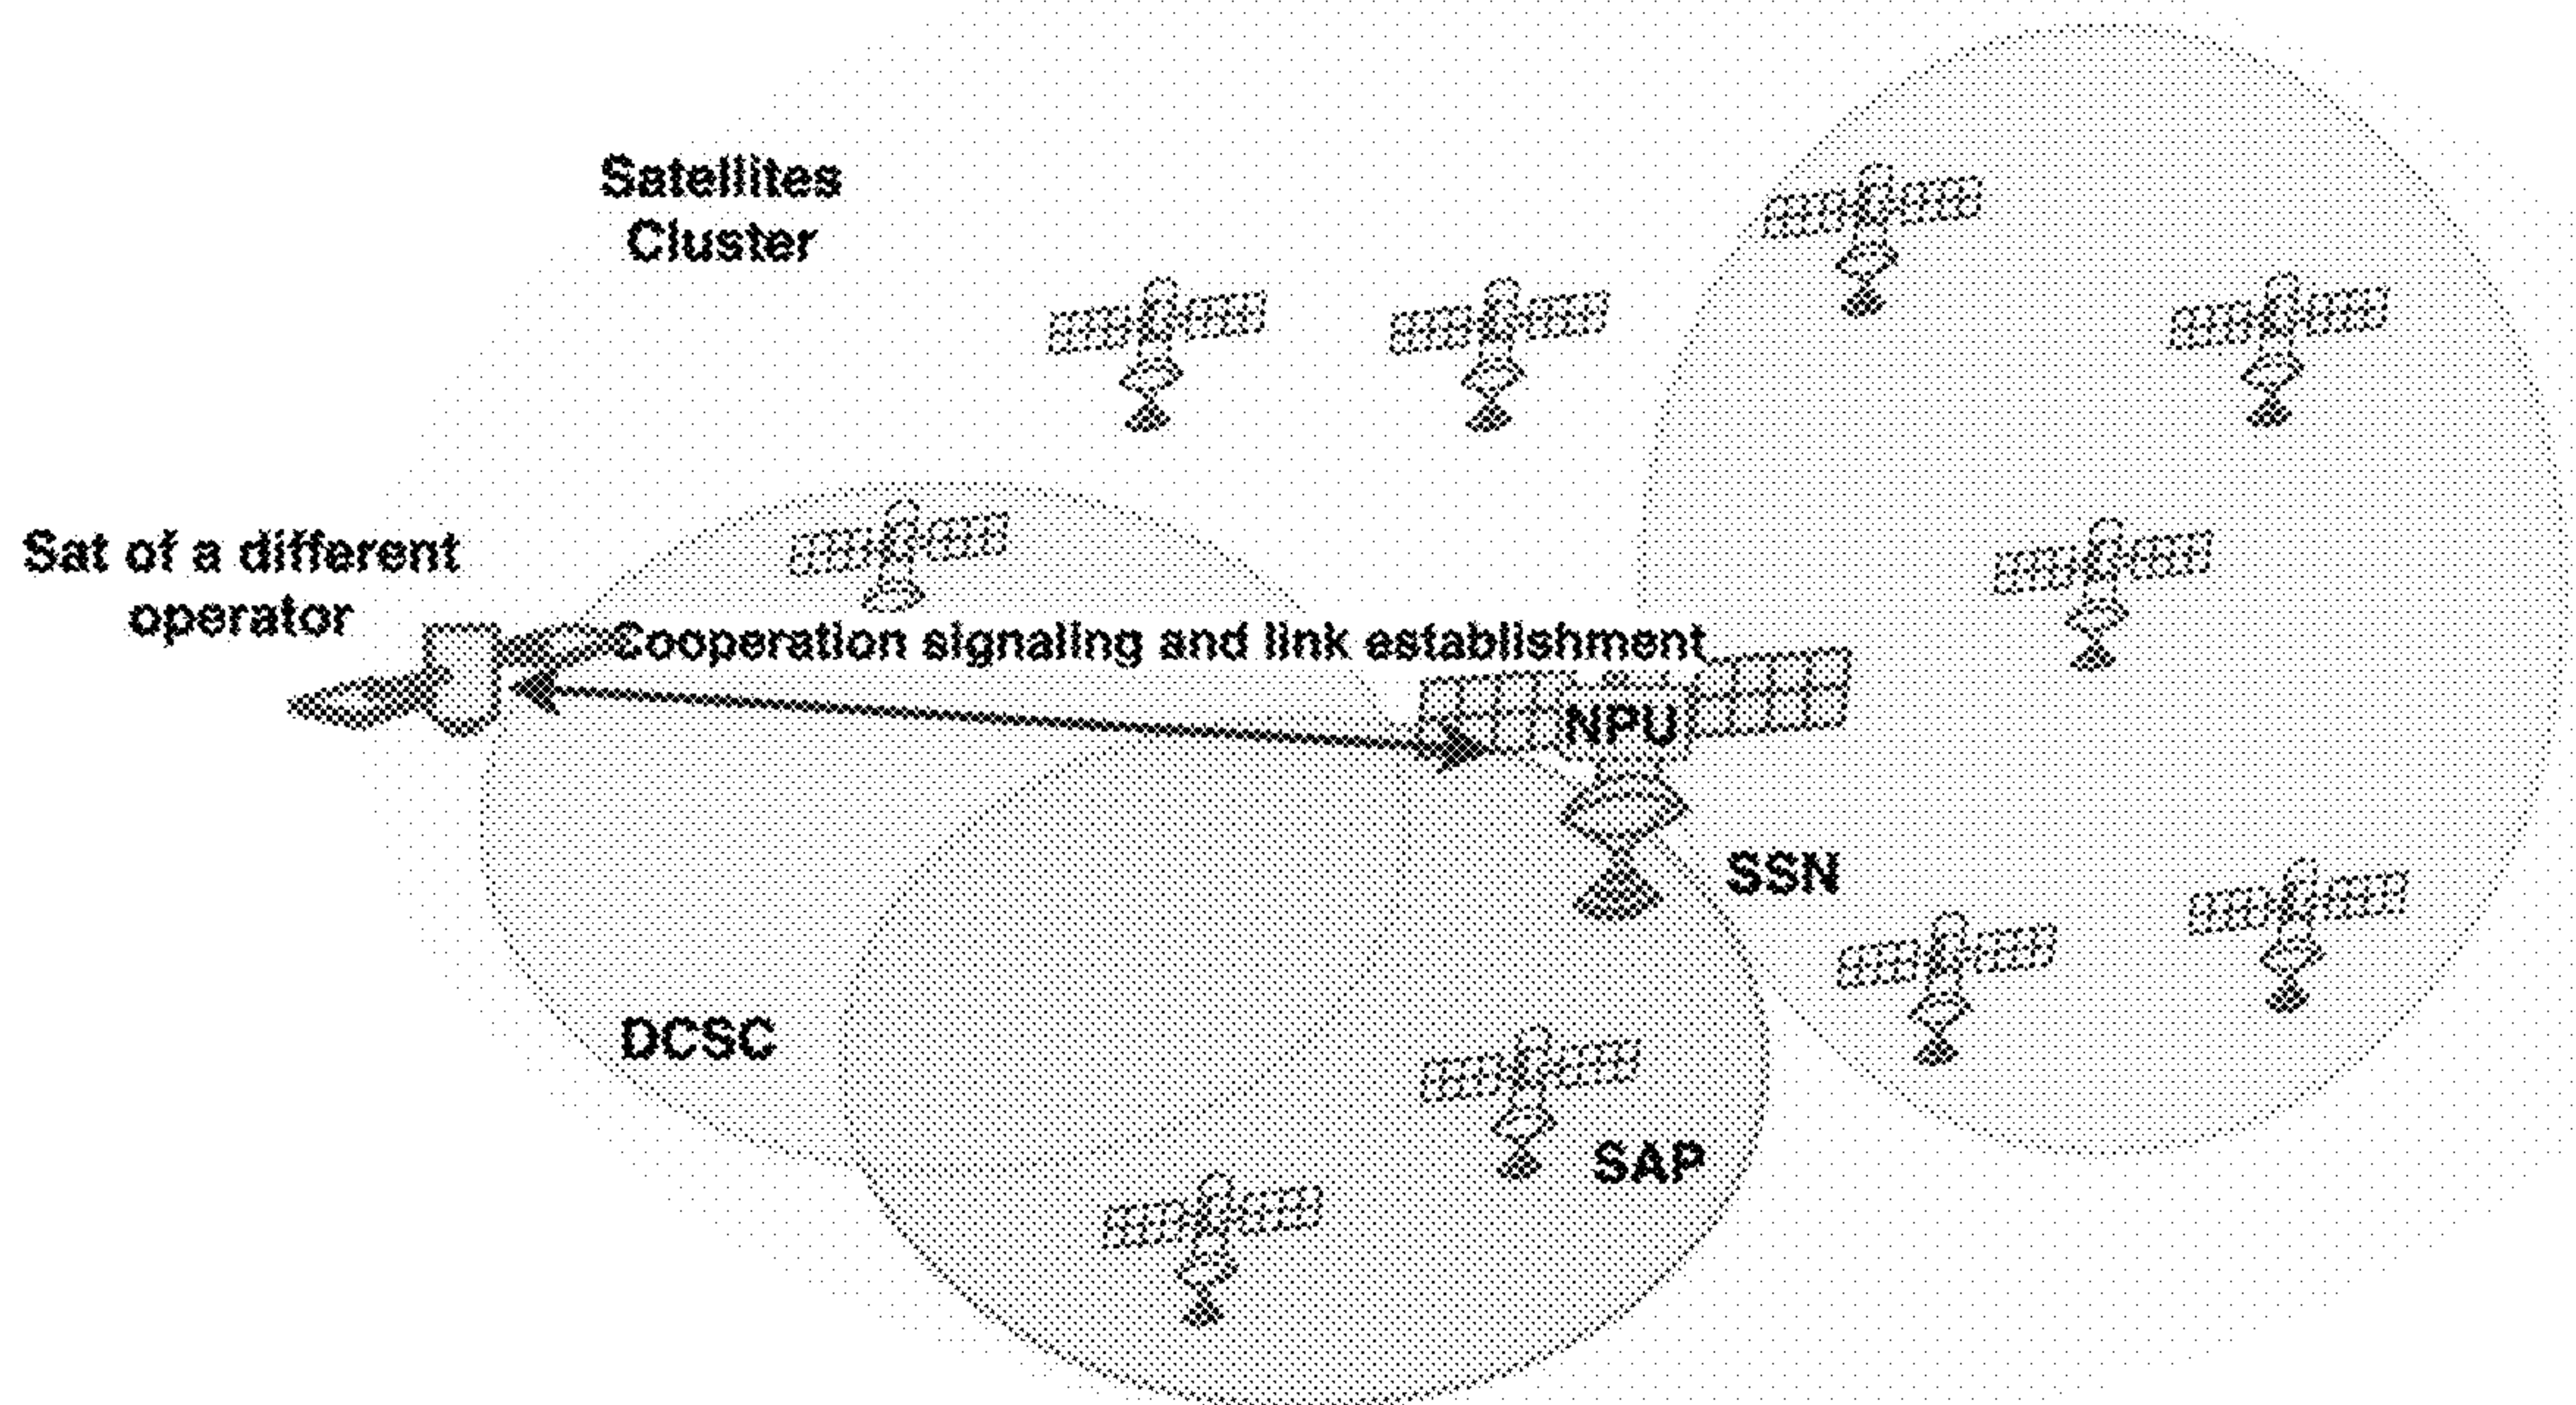 Satellites
Cluster
Sat of a different
operator
Cooperation signaling and link establishment
NPU
SSN
DCSC
SAP